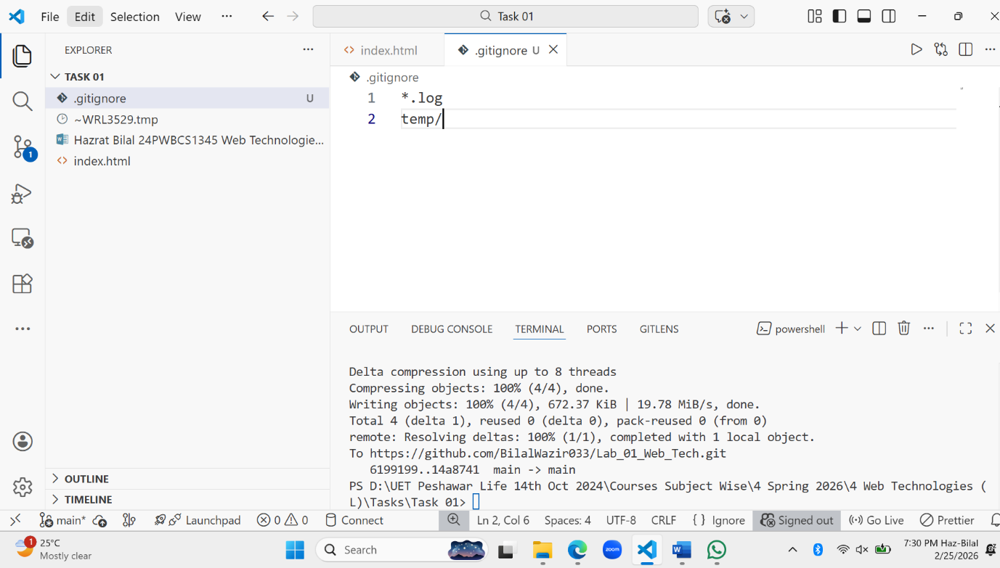 File Edit Selection View ··· Task 01
EXPLORER
TASK 01
.gitignore U
~WRL3529.tmp
Hazrat Bilal 24PWBCS1345 Web Technologie...
index.html
OUTLINE
TIMELINE
1
index.html
.gitignore U
.gitignore
1 *.log
2 temp/
OUTPUT DEBUG CONSOLE TERMINAL PORTS GITLENS
powershell
Delta compression using up to 8 threads
Compressing objects: 100% (4/4), done.
Writing objects: 100% (4/4), 672.37 KiB | 19.78 MiB/s, done.
Total 4 (delta 1), reused 0 (delta 0), pack-reused 0 (from 0)
remote: Resolving deltas: 100% (1/1), completed with 1 local object.
To https://github.com/BilalWazir033/Lab_01_Web_Tech.git
6199199..14a8741 main -> main
PS D:\UET Peshawar Life 14th Oct 2024\Courses Subject Wise\4 Spring 2026\4 Web Technologies (
L)\Tasks\Task 01>
main* Launchpad 0 0 Connect Ln 2, Col 6 Spaces: 4 UTF-8 CRLF { } Ignore Signed out Go Live Prettier
1
25°C
Mostly clear
Search
zoom
W
7:30 PM Haz-Bilal
2/25/2026